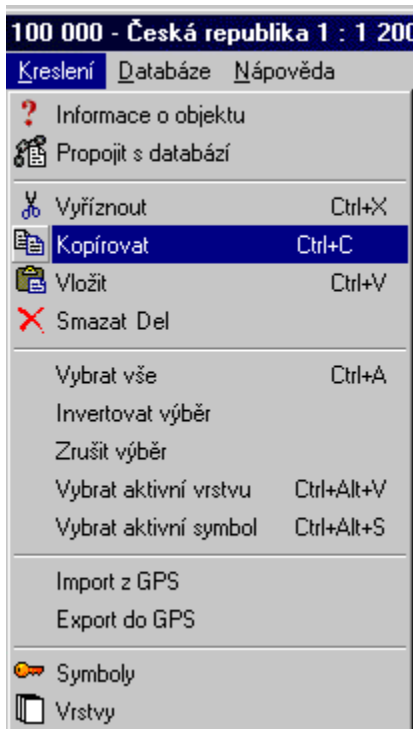 100 000 - Česká republika 1 : 1 200
Kreslení Databáze Nápověda
Informace o objektu
Propojit s databází
Vyříznout Ctrl+X
Kopírovat Ctrl+C
Vložit Ctrl+V
Smazat Del
Vybrat vše Ctrl+A
Invertovat výběr
Zrušit výběr
Vybrat aktivní vrstvu Ctrl+Alt+V
Vybrat aktivní symbol Ctrl+Alt+S
Import z GPS
Export do GPS
Symboly
Vrstvy